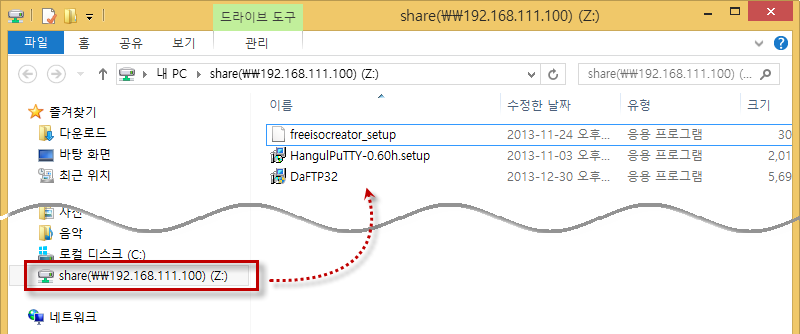 드라이브 도구
share(₩₩192.168.111.100) (Z:)
파일 홈 공유 보기 관리
내 PC share(₩₩192.168.111.100) (Z:)
share(₩₩192.168.111.100) (...
이름 수정한 날짜 유형 크기
즐겨찾기
다운로드
바탕 화면
최근 위치
freeisocreator_setup 2013-11-24 오후... 응용 프로그램 30
HangulPuTTY-0.60h.setup 2013-11-03 오후... 응용 프로그램 2,01
DaFTP32 2013-12-30 오후... 응용 프로그램 5,69
사진
음악
로컬 디스크 (C:)
share(₩₩192.168.111.100) (Z:)
네트워크